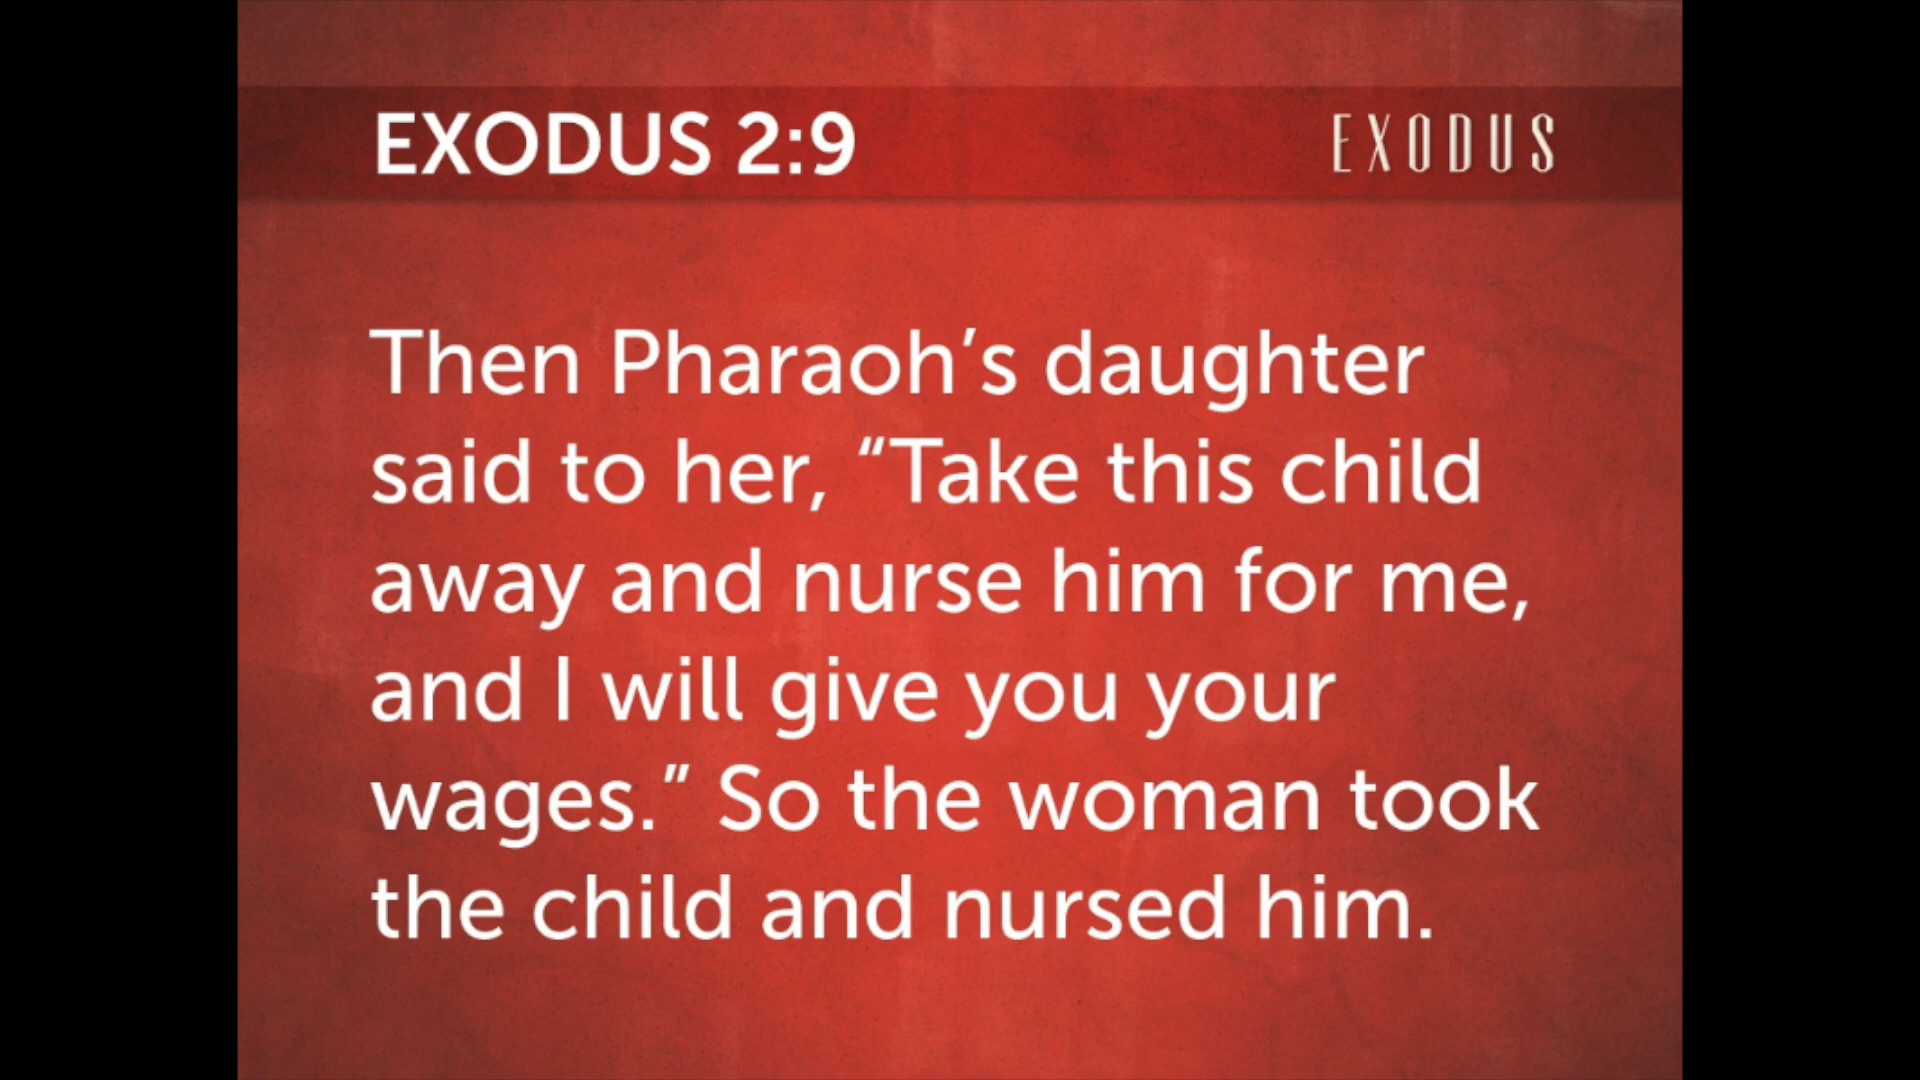 EXODUS 2:9
EXODUS
Then Pharaoh’s daughter
said to her, “Take this child
away and nurse him for me,
and I will give you your
wages.” So the woman took
the child and nursed him.